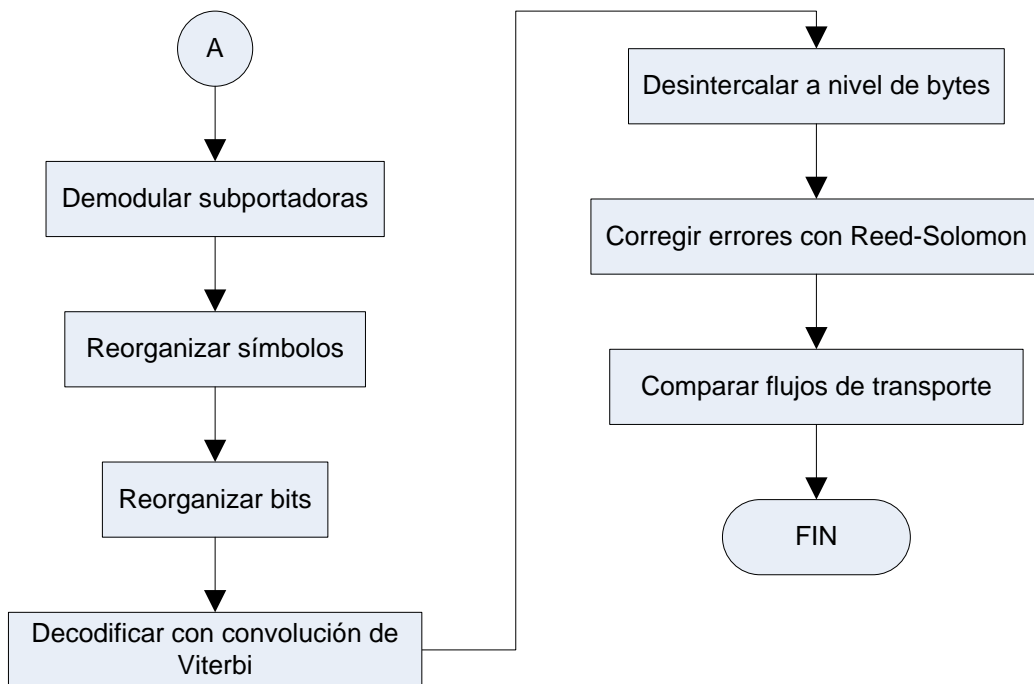 A
Demodular subportadoras
Reorganizar símbolos
Reorganizar bits
Decodificar con convolución de
Viterbi
Desintercalar a nivel de bytes
Corregir errores con Reed-Solomon
Comparar flujos de transporte
FIN